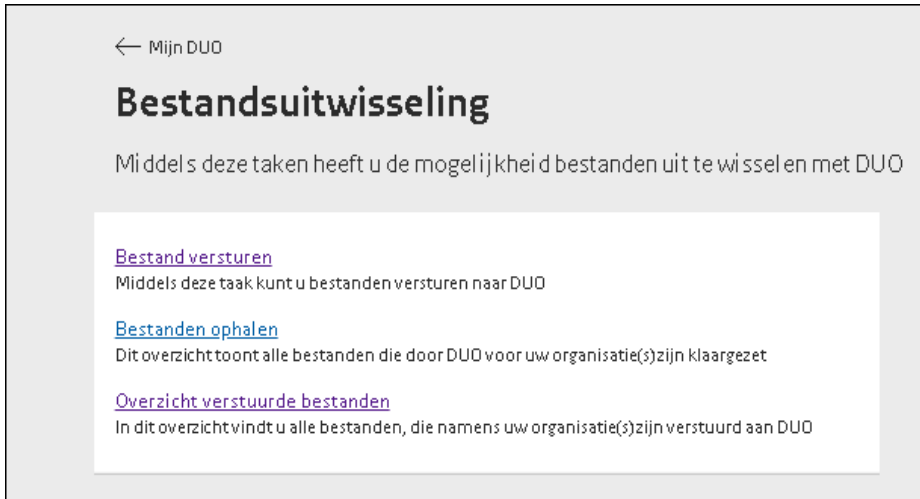 ← Mijn DUO
Bestandsuitwisseling
Middels deze taken heeft u de mogelijkheid bestanden uit te wisselen met DUO
Bestand versturen
Middels deze taak kunt u bestanden versturen naar DUO
Bestanden ophalen
Dit overzicht toont alle bestanden die door DUO voor uw organisatie(s) zijn klaargezet
Overzicht verstuurde bestanden
In dit overzicht vindt u alle bestanden, die namens uw organisatie(s) zijn verstuurd aan DUO